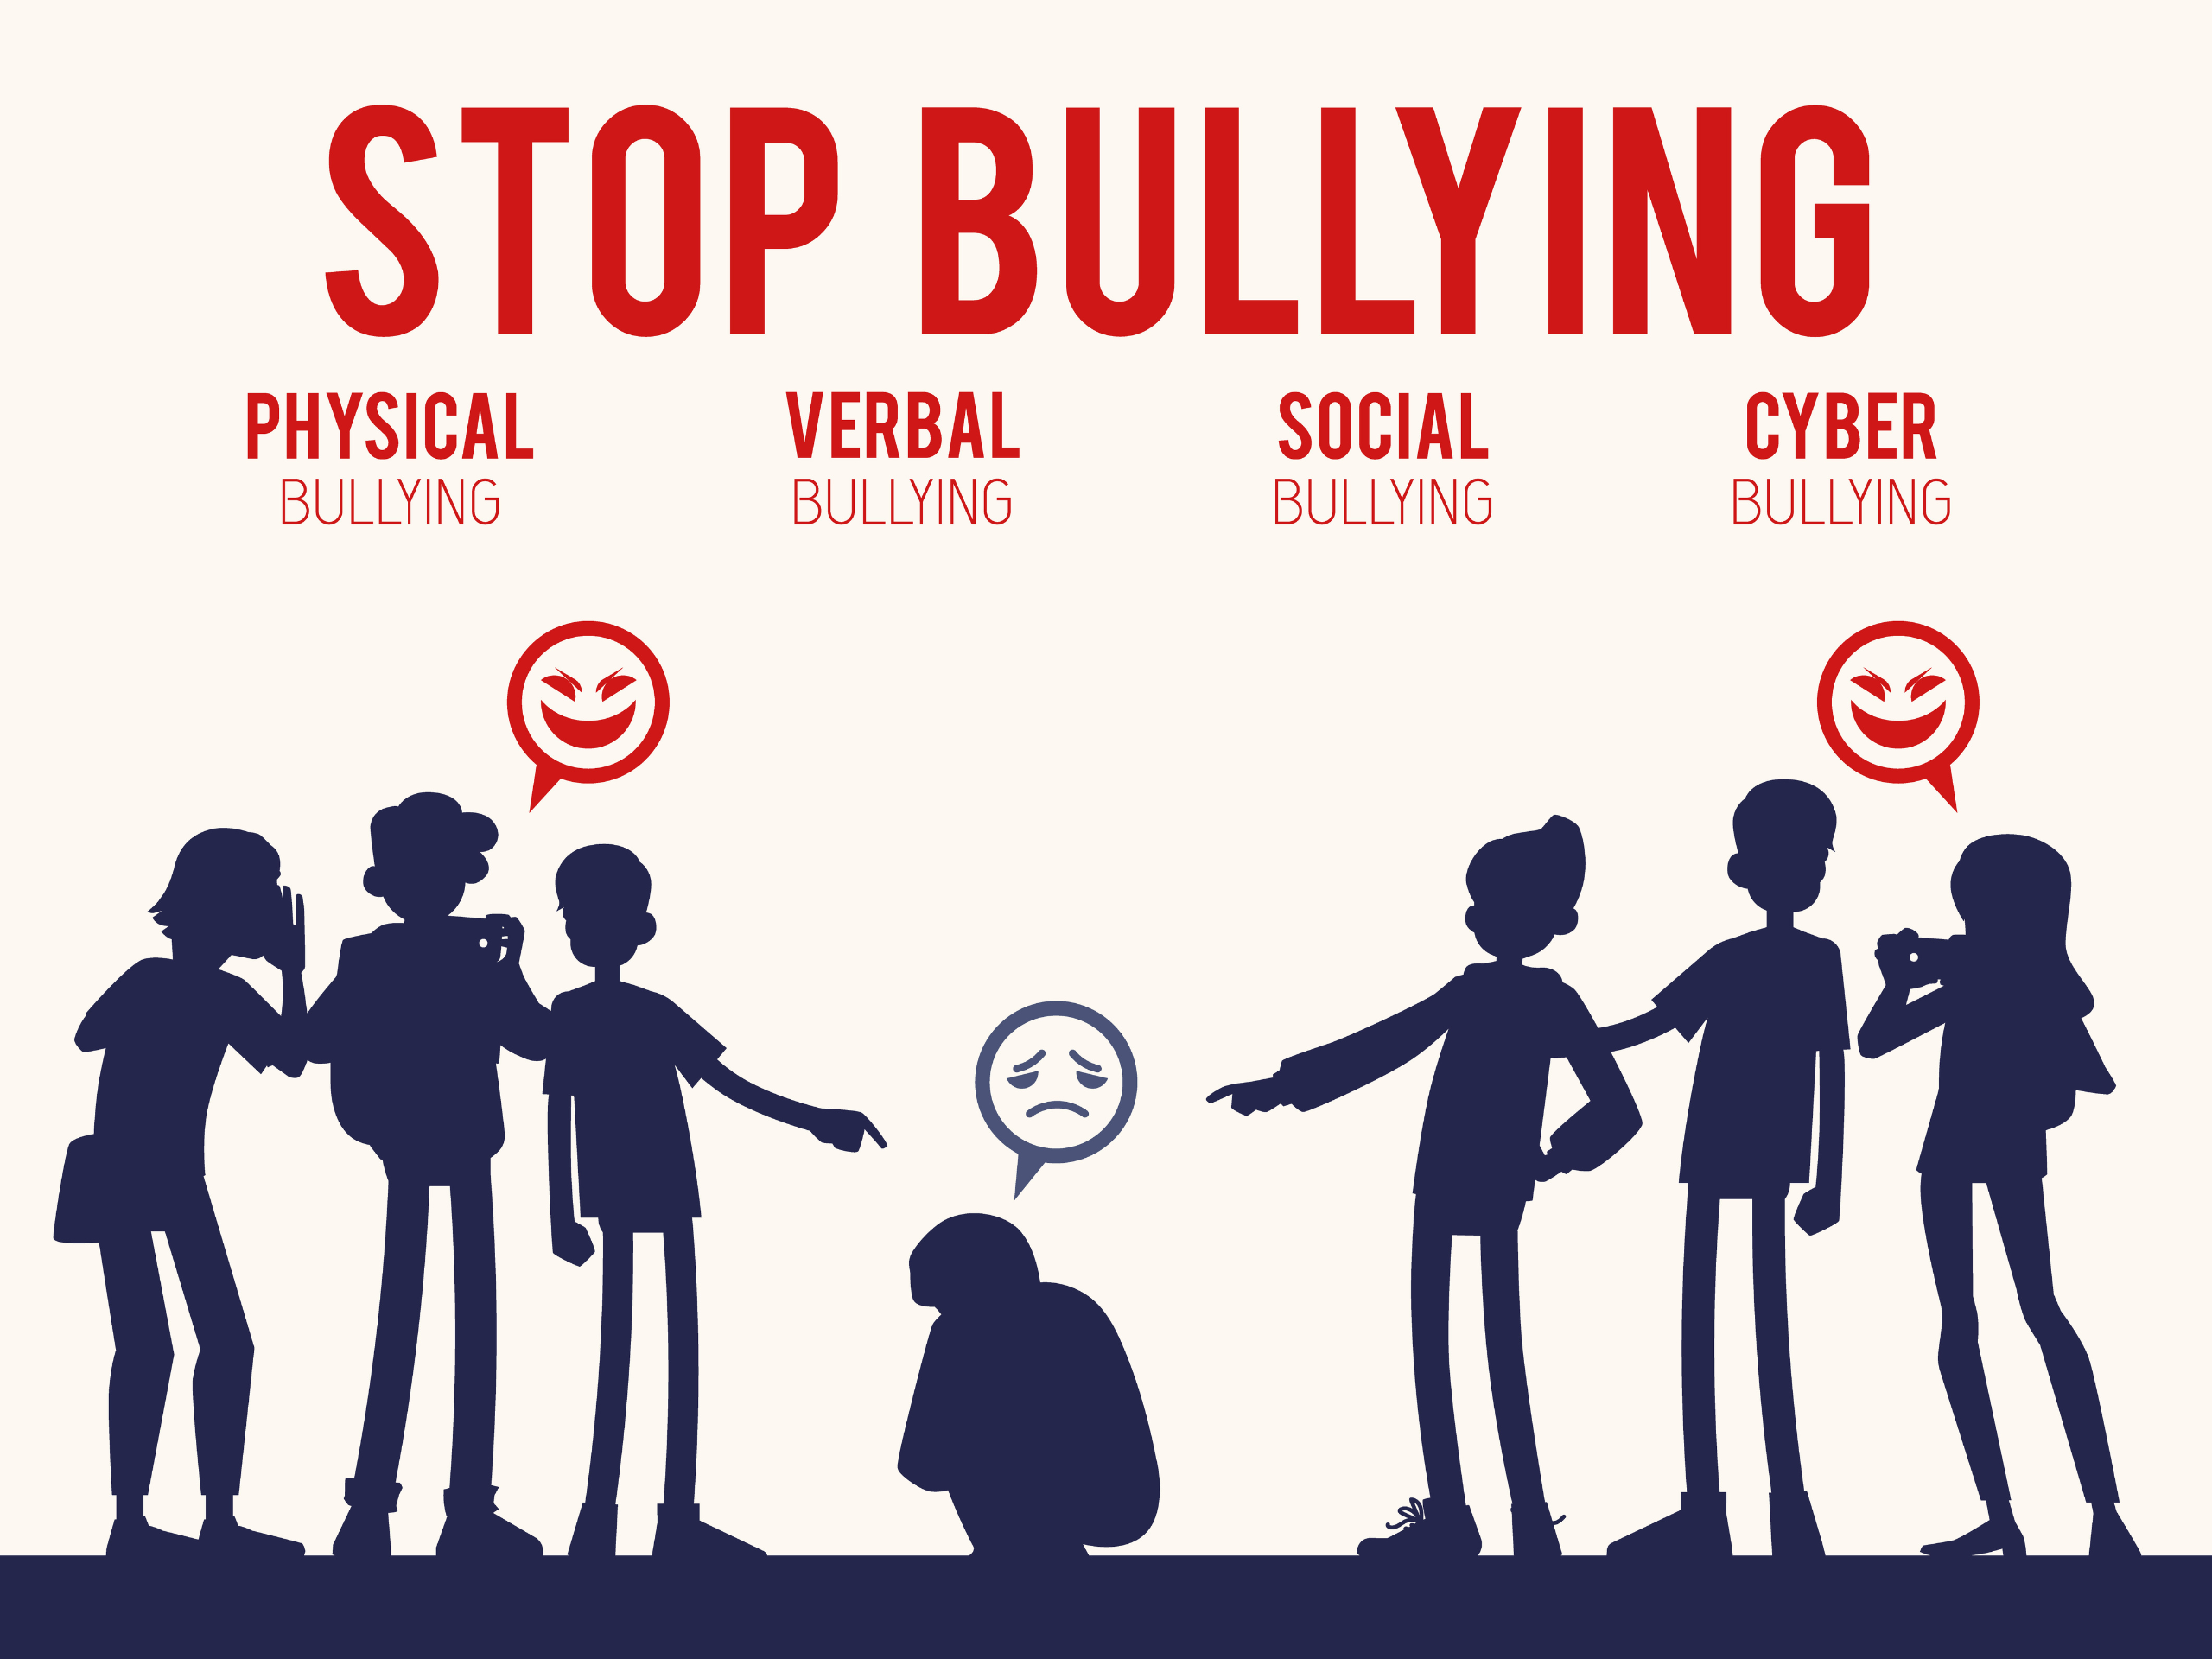 STOP BULLYING
PHYSICAL
BULLYING
VERBAL
BULLYING
SOCIAL
BULLYING
CYBER
BULLYING